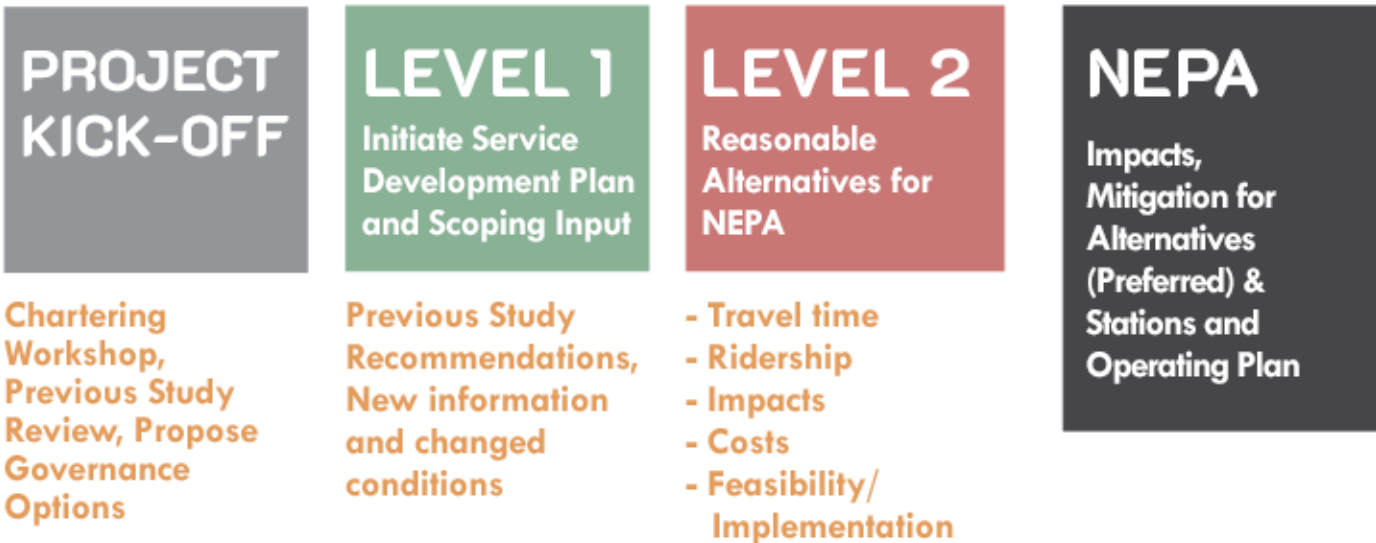 PROJECT
KICK-OFF
Chartering
Workshop,
Previous Study
Review, Propose
Governance
Options
LEVEL 1
Initiate Service
Development Plan
and Scoping Input
Previous Study
Recommendations,
New information
and changed
conditions
LEVEL 2
Reasonable
Alternatives for
NEPA
- Travel time
- Ridership
- Impacts
- Costs
- Feasibility/
Implementation
NEPA
Impacts,
Mitigation for
Alternatives
(Preferred) &
Stations and
Operating Plan